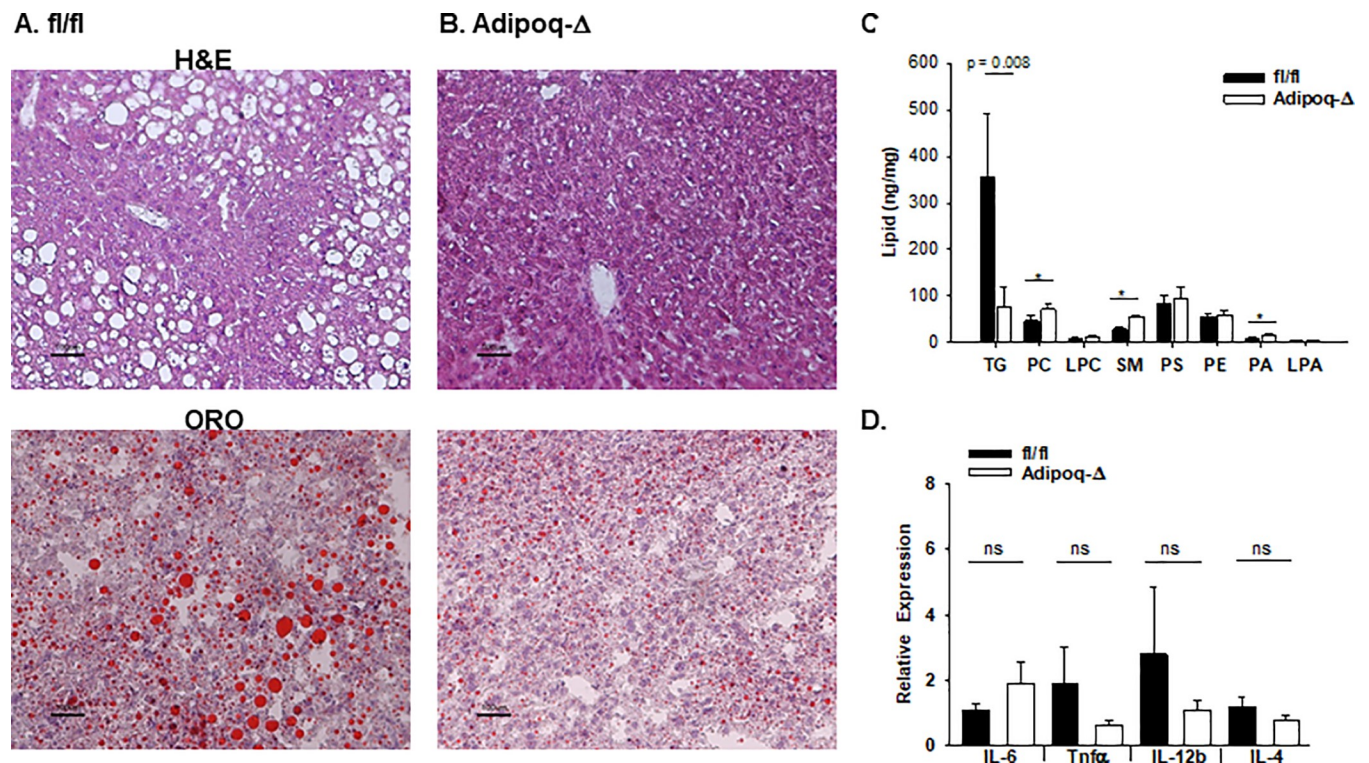 A. fl/fl
B. Adipoq-Δ
H&E
ORO
C
p = 0.008
fl/fl
Adipoq-Δ
600
500
400
300
200
100
0
Lipid (ng/mg)
*
*
*
TG PC LPC SM PS PE PA LPA
D.
fl/fl
Adipoq-Δ
8
6
4
2
0
Relative Expression
ns ns ns ns
IL-6 Tnfα IL-12b IL-4